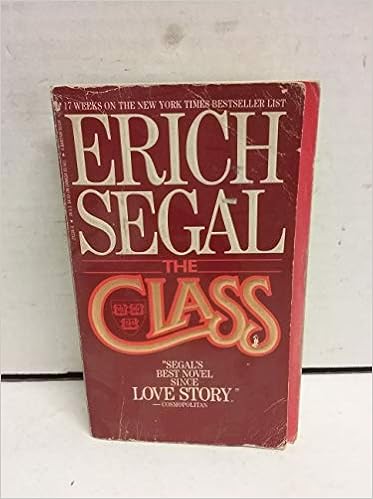 17 WEEKS ON THE NEW YORK TIMES BESTSELLER LIST
ERICH
SEGAL
THE
CLASS
"SEGAL'S
BEST NOVEL
SINCE
LOVE STORY."
—COSMOPOLITAN